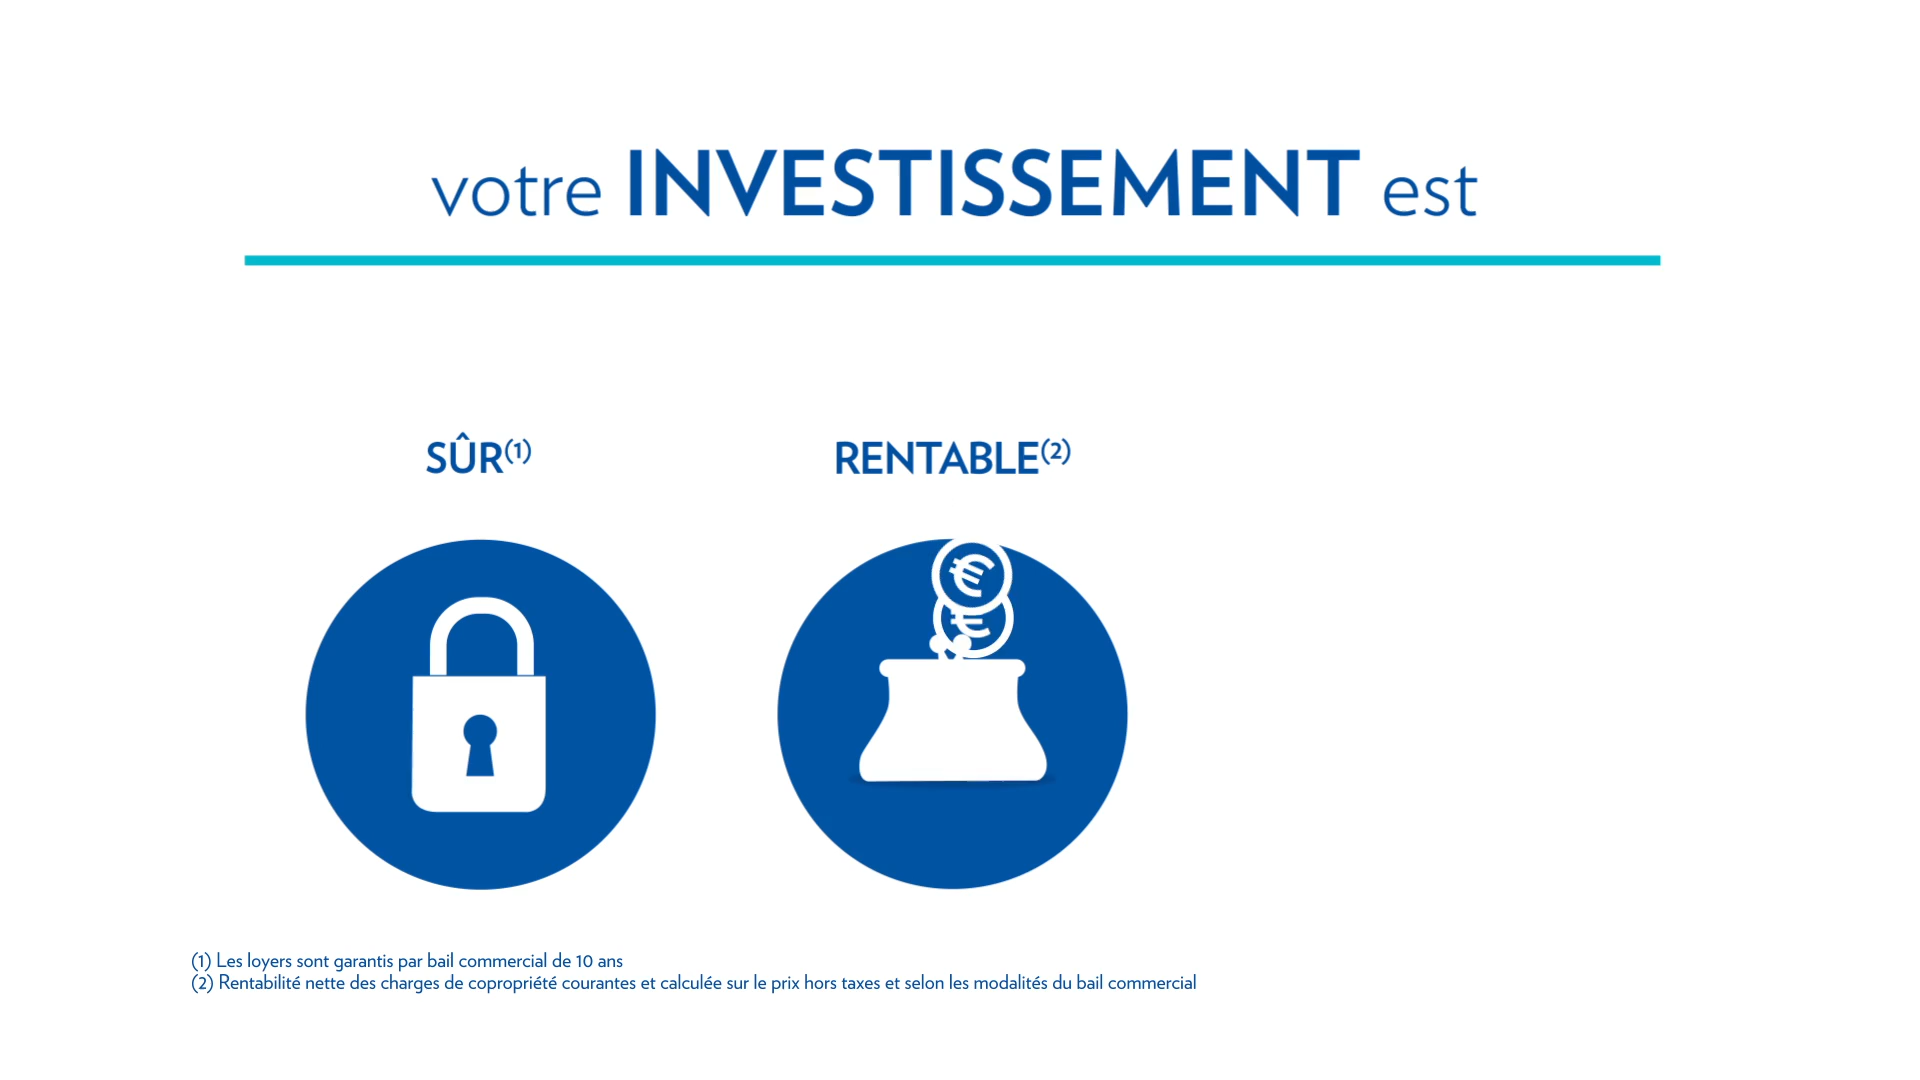 votre INVESTISSEMENT est
SÛR(1)
RENTABLE(2)
€
€
(1) Les loyers sont garantis par bail commercial de 10 ans
(2) Rentabilité nette des charges de copropriété courantes et calculée sur le prix hors taxes et selon les modalités du bail commercial